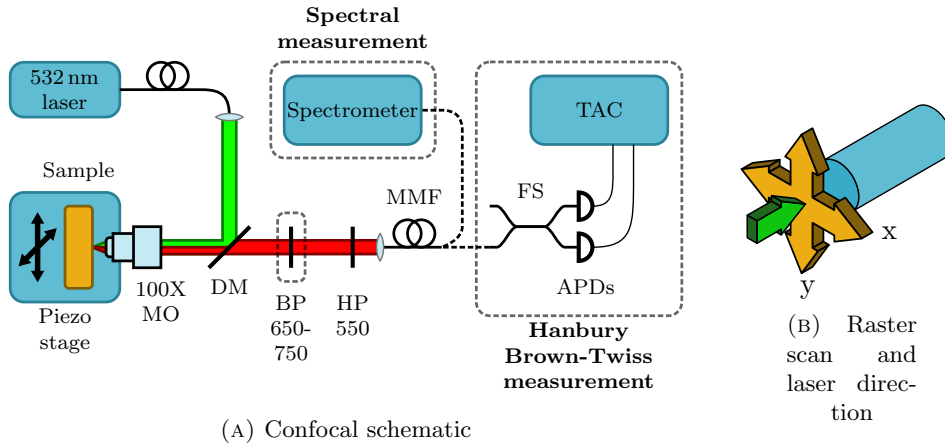 Spectral
measurement
532 nm
laser
Spectrometer
TAC
Sample
MMF
FS
100X
MO
DM
BP
650-
750
HP
550
APDs
Piezo
stage
Hanbury
Brown-Twiss
measurement
(A) Confocal schematic
x
y
(B) Raster
scan and
laser direc-
tion